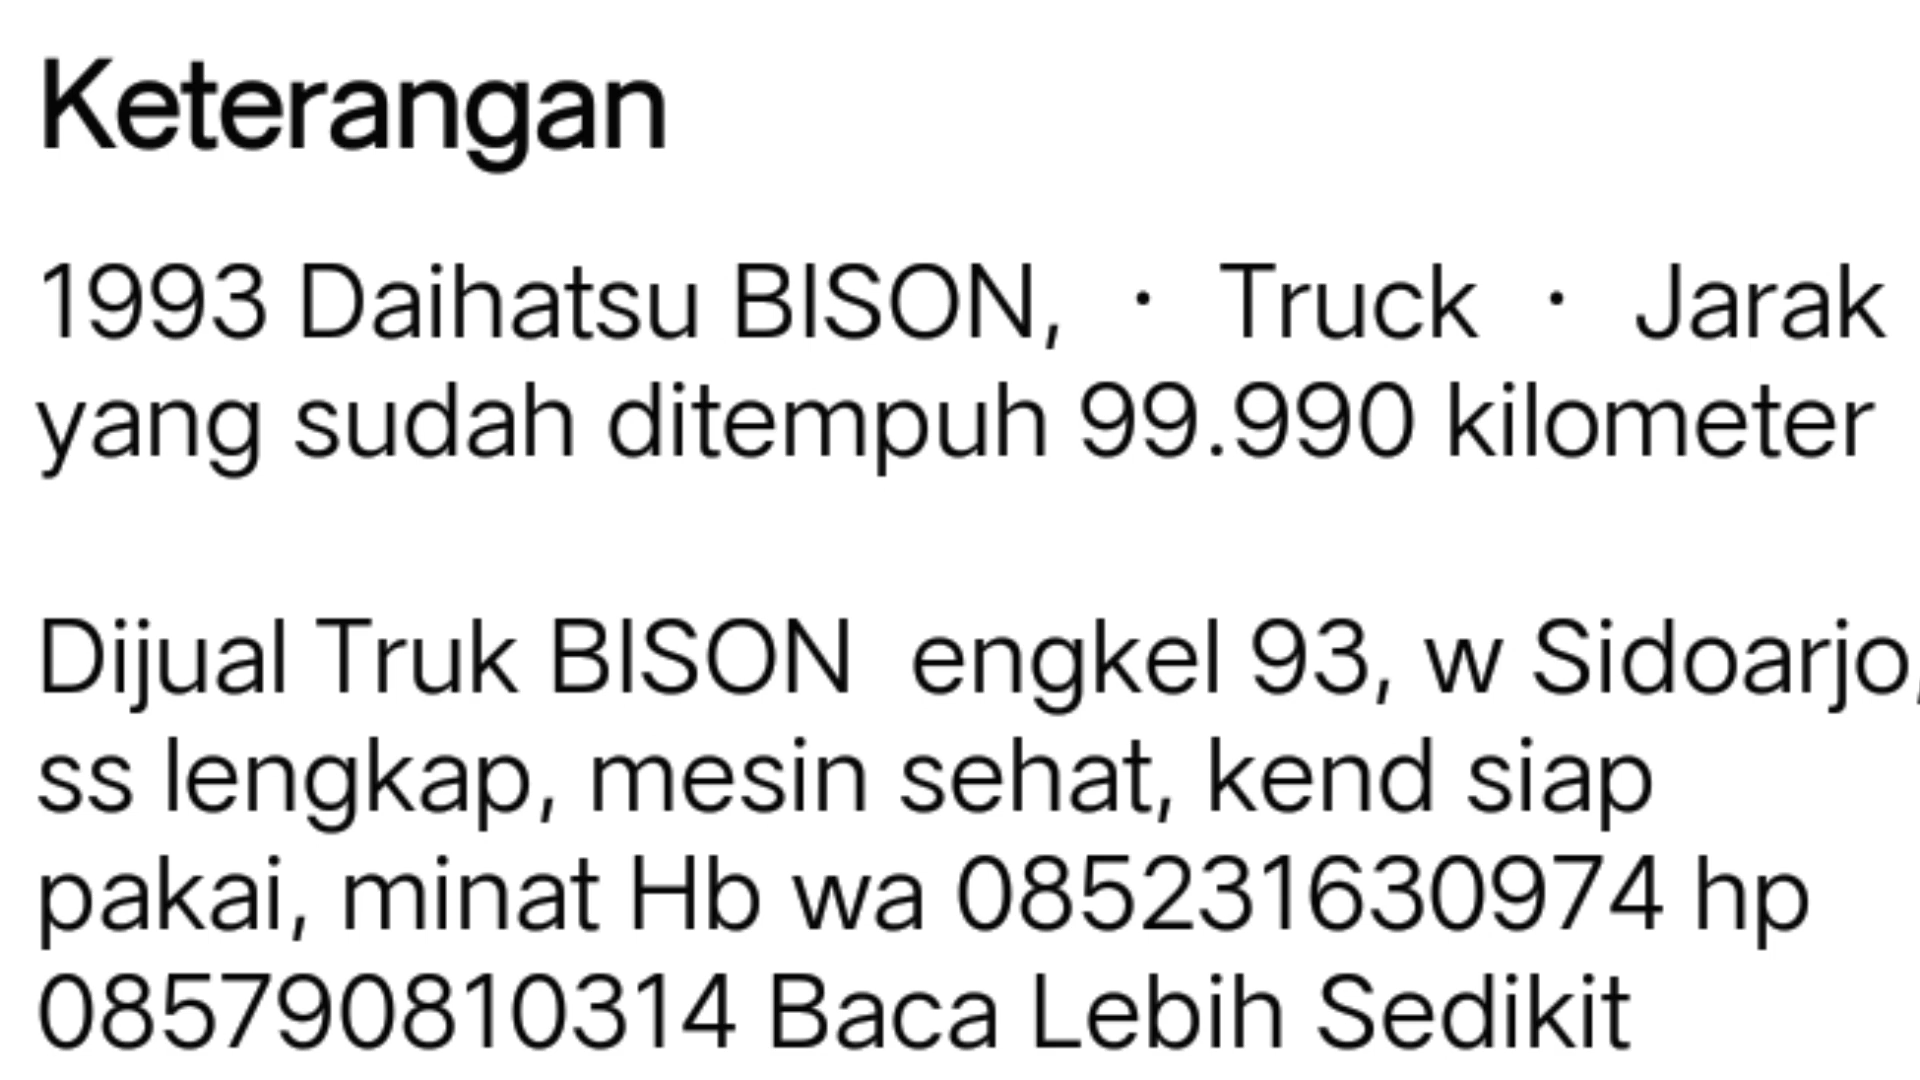 Keterangan
1993 Daihatsu BISON, · Truck · Jarak
yang sudah ditempuh 99.990 kilometer
Dijual Truk BISON  engkel 93, w Sidoarjo,
ss lengkap, mesin sehat, kend siap
pakai, minat Hb wa 085231630974 hp
085790810314 Baca Lebih Sedikit